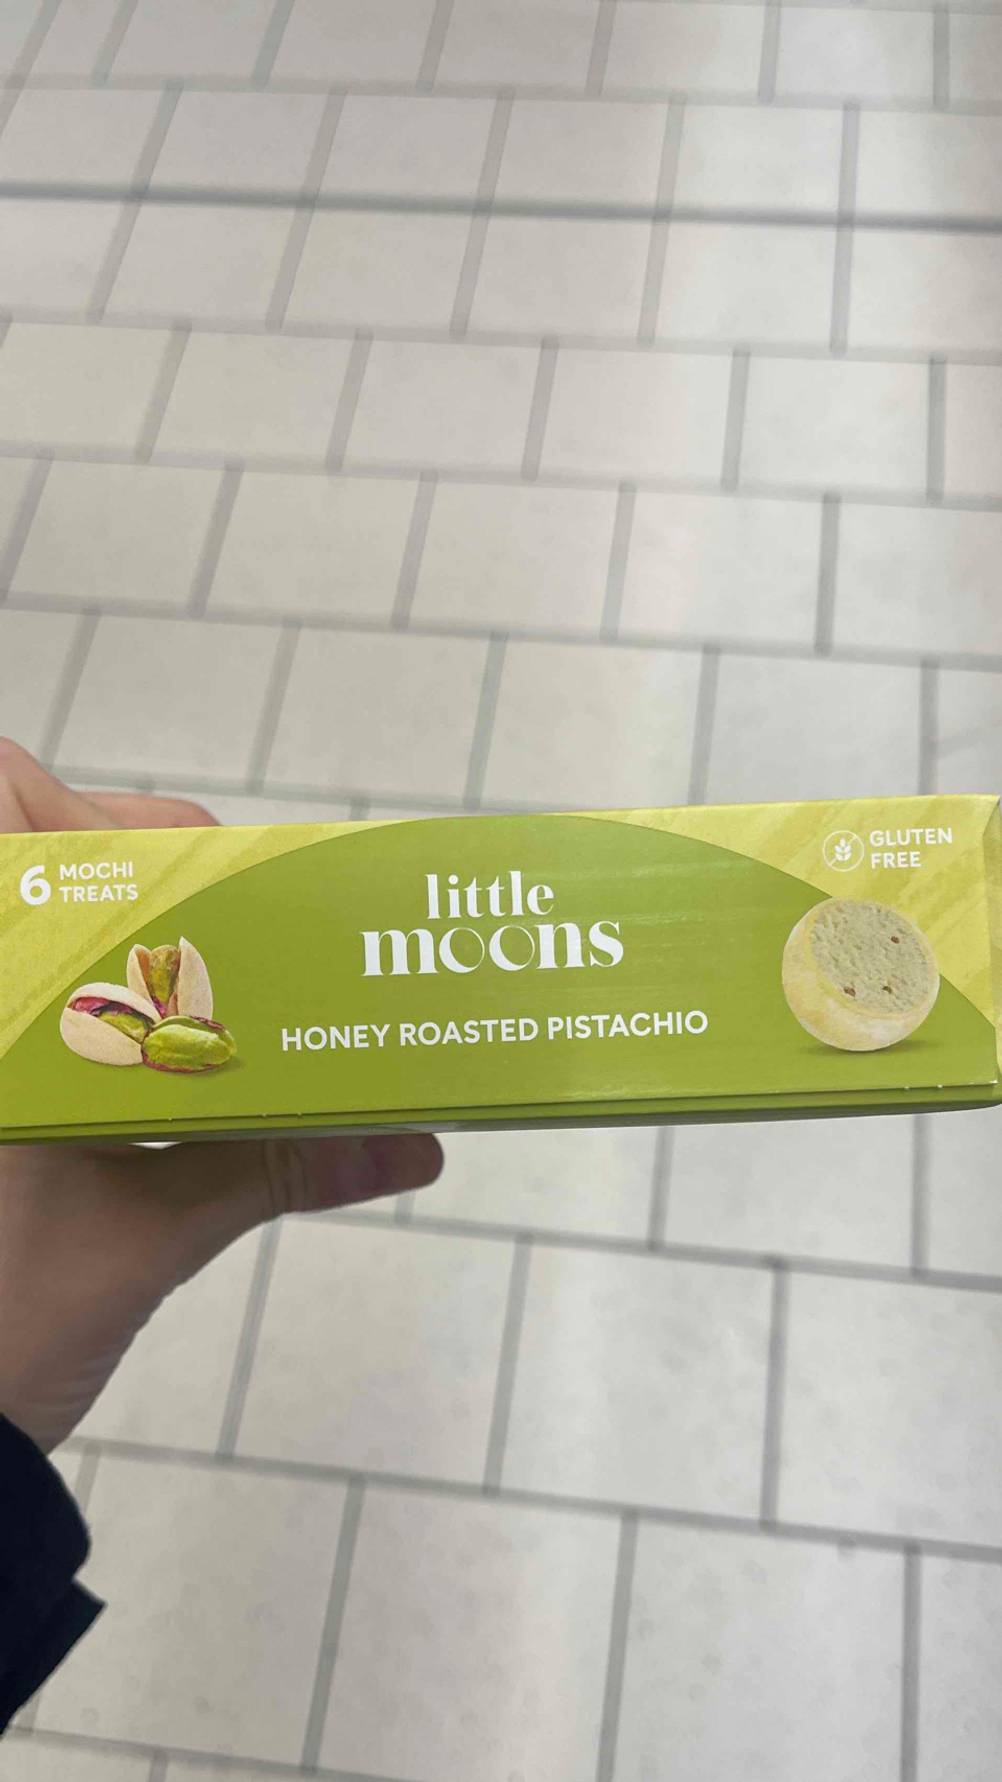 6 MOCHI
TREATS
little
moons
HONEY ROASTED PISTACHIO
GLUTEN
FREE